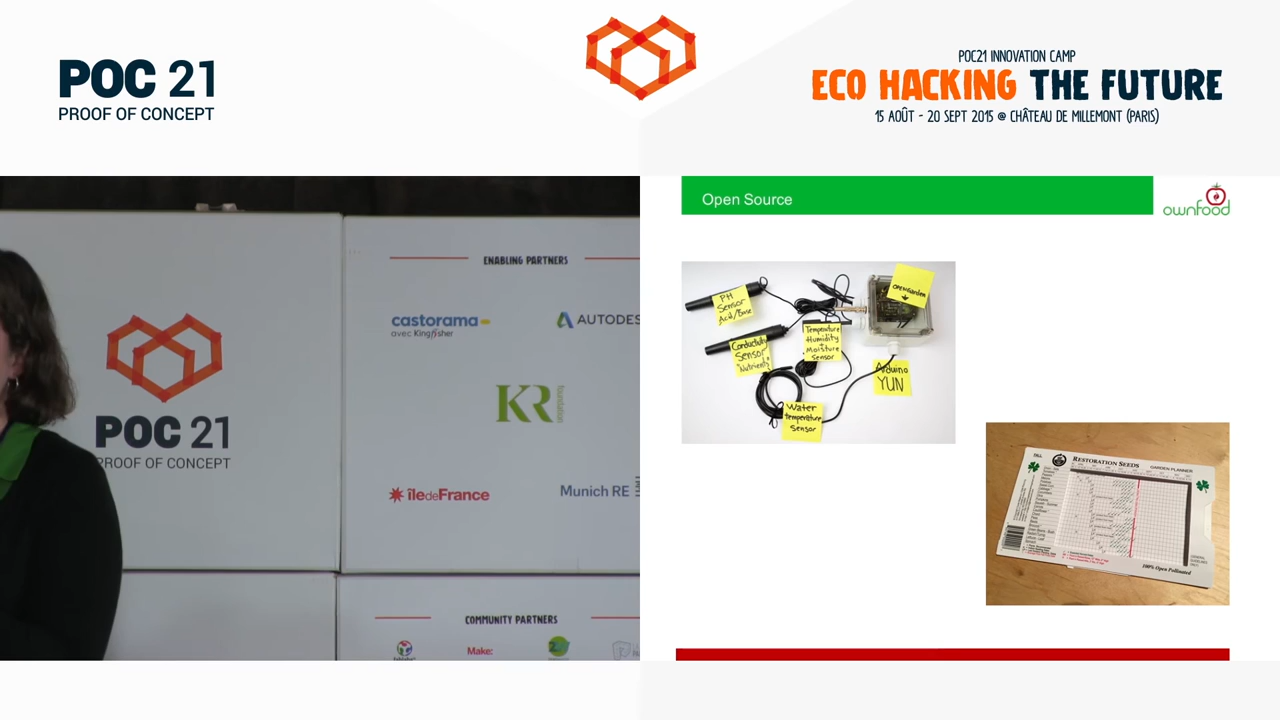 POC 21
PROOF OF CONCEPT
POC21 INNOVATION CAMP
ECO HACKING THE FUTURE
15 AOÛT - 20 SEPT 2015 @ CHÂTEAU DE MILLEMONT (PARIS)
POC 21
PROOF OF CONCEPT
ENABLING PARTNERS
castorama
avec Kingfisher
AUTODES
KR
foundation
îledeFrance
Munich RE
COMMUNITY PARTNERS
Make:
Open Source
ownfood
PH
Sensor
Acid/Base
Conductivity
Sensor
"Nutrients"
Temperature
Humidity
+
Moisture
Sensor
Water
temperature
Sensor
Arduino
YUN
FALL
RESTORATION SEEDS
GARDEN PLANNER
100% Open Pollinated